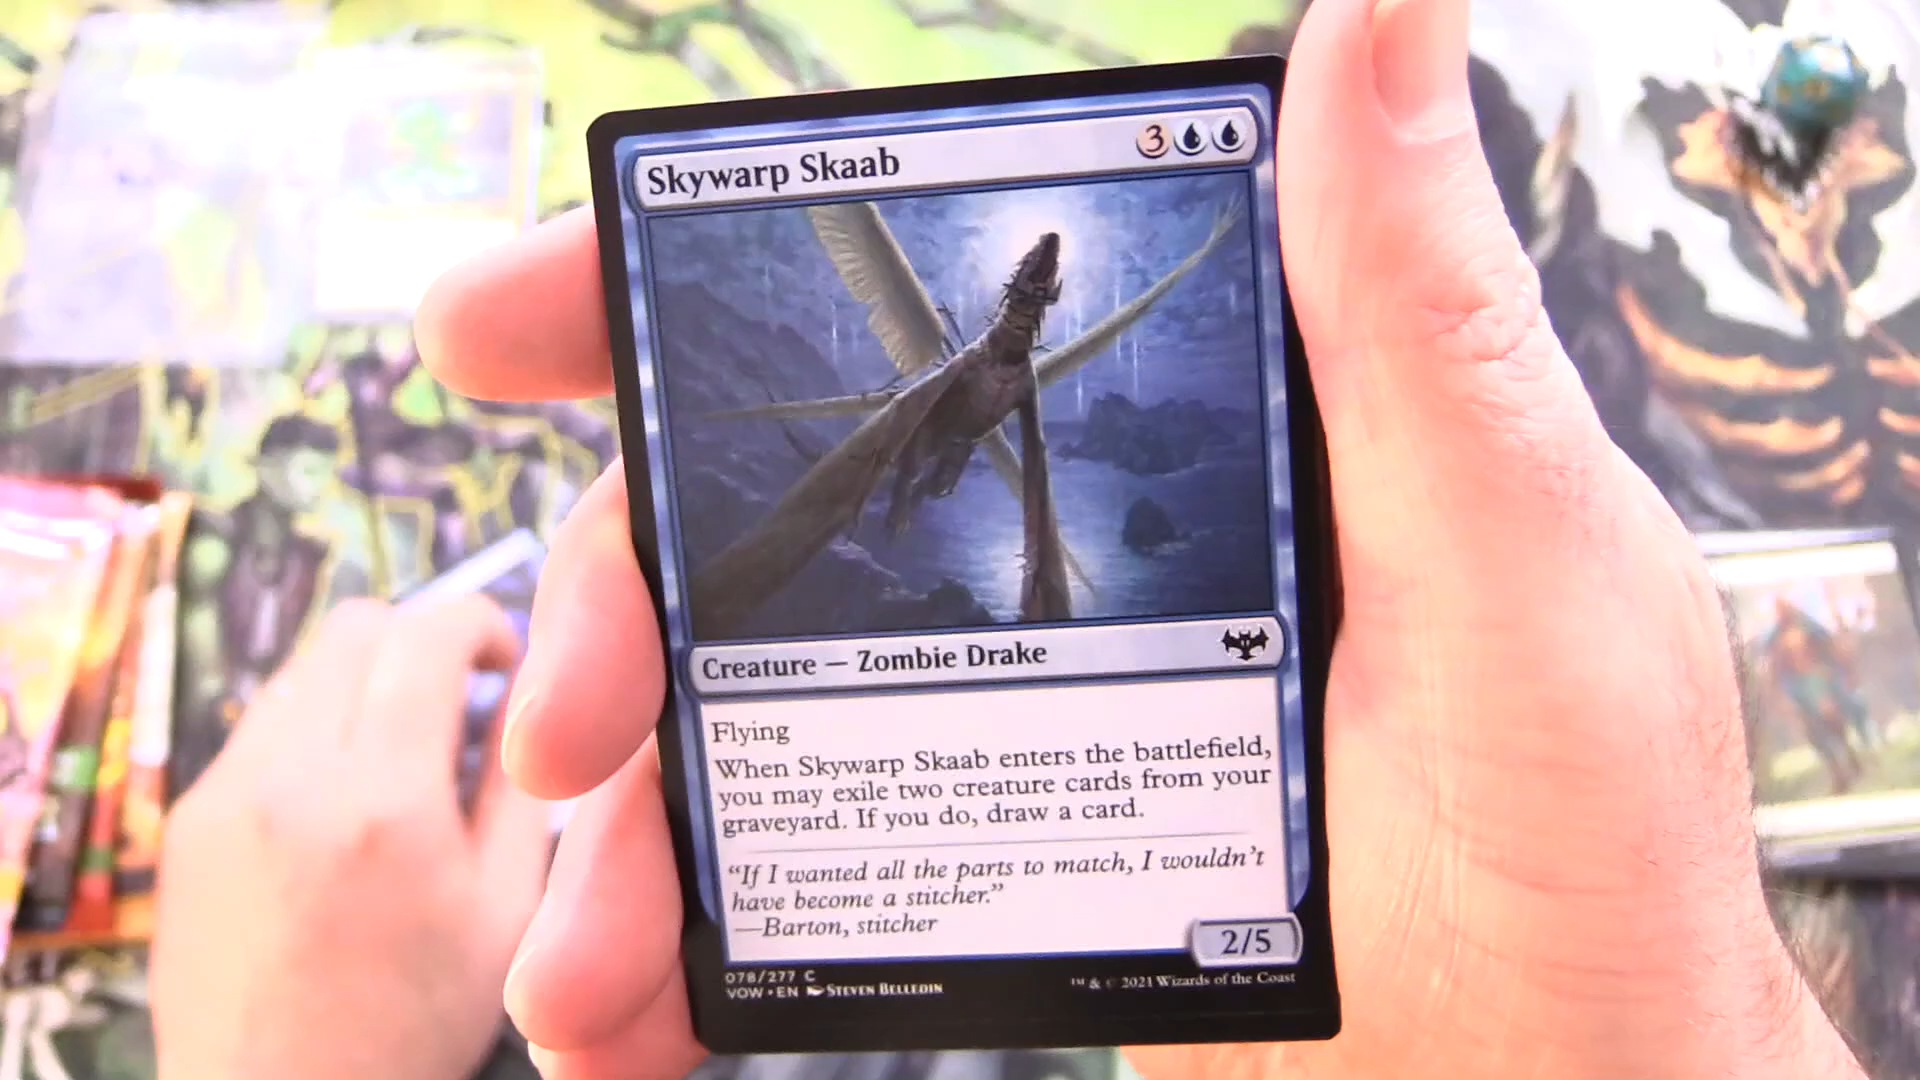 Skywarp Skaab 3
Creature — Zombie Drake
Flying
When Skywarp Skaab enters the battlefield,
you may exile two creature cards from your
graveyard. If you do, draw a card.
“If I wanted all the parts to match, I wouldn’t
have become a stitcher.”
—Barton, stitcher
2/5
078/277 C
VOW • EN Steven Belledin
™ & © 2021 Wizards of the Coast